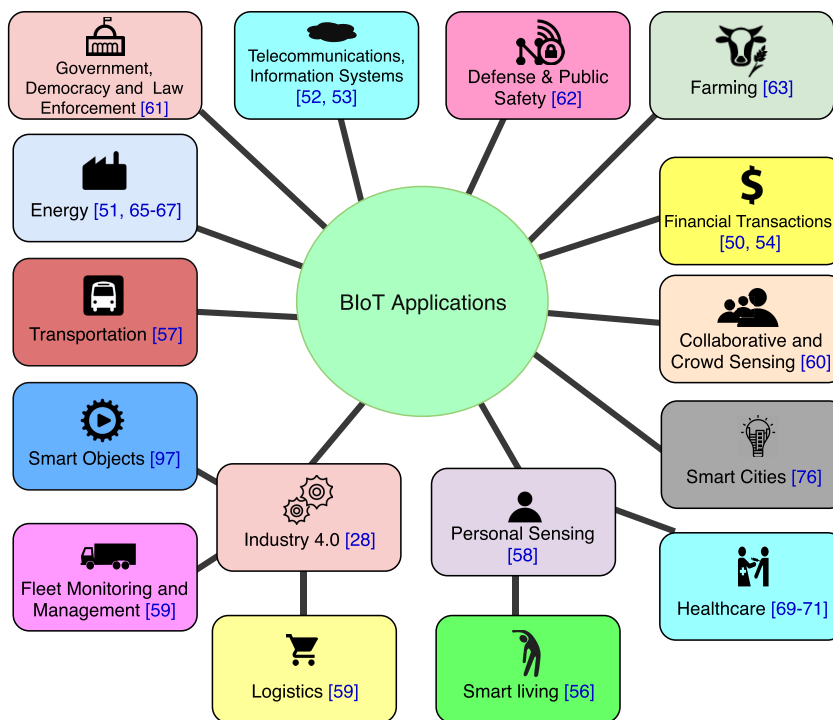 Government,
Democracy and Law
Enforcement [61]
Telecommunications,
Information Systems
[52, 53]
Defense & Public
Safety [62]
Farming [63]
Energy [51, 65-67]
Financial Transactions
[50, 54]
BIoT Applications
Transportation [57]
Collaborative and
Crowd Sensing [60]
Smart Objects [97]
Smart Cities [76]
Industry 4.0 [28]
Personal Sensing
[58]
Fleet Monitoring and
Management [59]
Healthcare [69-71]
Logistics [59]
Smart living [56]